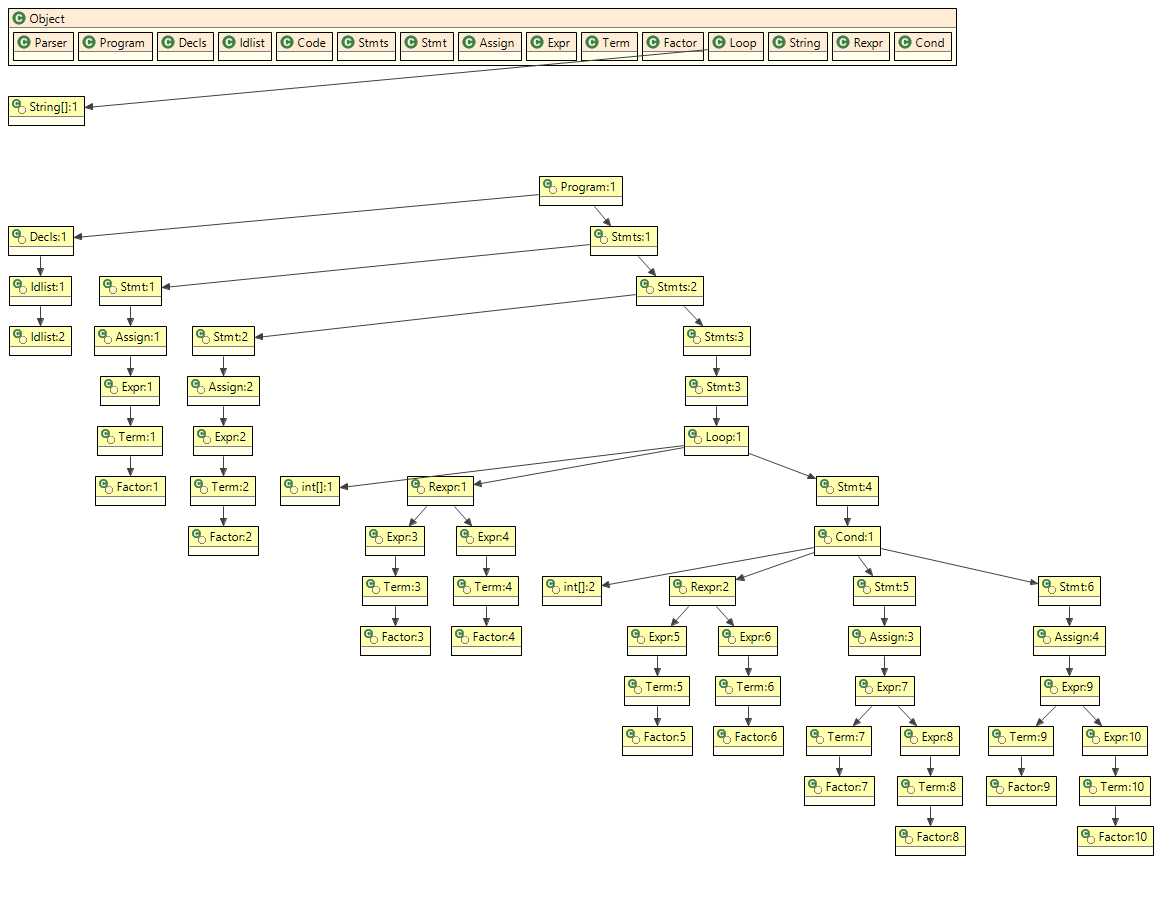 Object
Parser Program Decls Idlist Code Stmts Stmt Assign Expr Term Factor Loop String Rexpr Cond
String[]:1
Program:1
Decls:1 Stmts:1
Idlist:1 Stmt:1 Stmts:2
Idlist:2 Assign:1 Stmt:2 Stmts:3
Expr:1 Assign:2 Stmt:3
Term:1 Expr:2 Loop:1
Factor:1 Term:2 int[]:1 Rexpr:1 Stmt:4
Factor:2 Expr:3 Expr:4 Cond:1
Term:3 Term:4 int[]:2 Rexpr:2 Stmt:5 Stmt:6
Factor:3 Factor:4 Expr:5 Expr:6 Assign:3 Assign:4
Term:5 Term:6 Expr:7 Expr:9
Factor:5 Factor:6 Term:7 Expr:8 Term:9 Expr:10
Factor:7 Term:8 Factor:9 Term:10
Factor:8 Factor:10